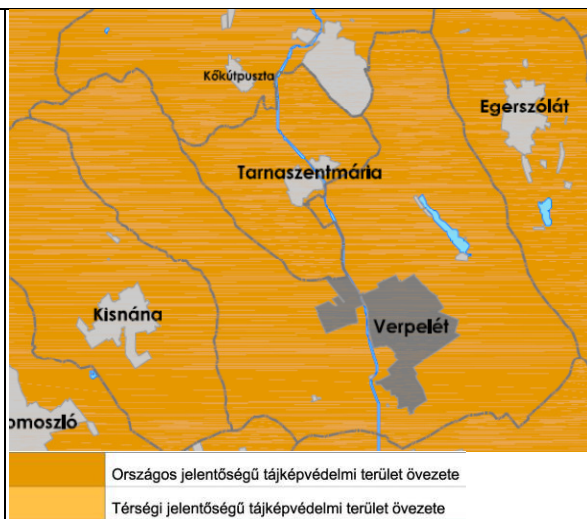 Kőkútpuszta
Egerszólát
Tarnaszentmária
Kisnána
Verpelét
omoszló
Országos jelentőségű tájképvédelmi terület övezete
Térségi jelentőségű tájképvédelmi terület övezete